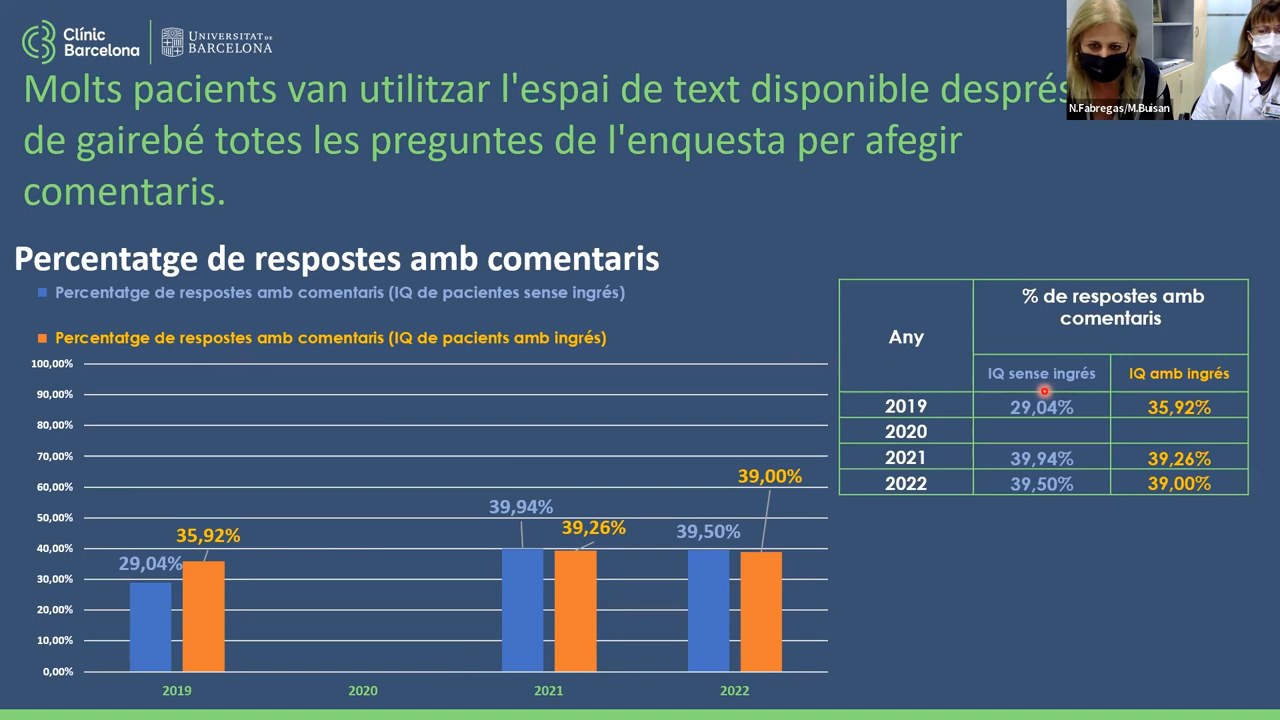 Clínic
Barcelona
UNIVERSITAT DE
BARCELONA
Molts pacients van utilitzar l'espai de text disponible després
de gairebé totes les preguntes de l'enquesta per afegir
comentaris.
N.Fabregas/M.Buisan
Percentatge de respostes amb comentaris
Percentatge de respostes amb comentaris (IQ de pacientes sense ingrés)
Percentatge de respostes amb comentaris (IQ de pacients amb ingrés)
100,00%
90,00%
80,00%
70,00%
60,00%
50,00%
40,00%
30,00%
20,00%
10,00%
0,00%
29,04%
35,92%
39,94%
39,26%
39,50%
39,00%
2019 2020 2021 2022
Any
% de respostes amb
comentaris
IQ sense ingrés IQ amb ingrés
2019 29,04% 35,92%
2020
2021 39,94% 39,26%
2022 39,50% 39,00%